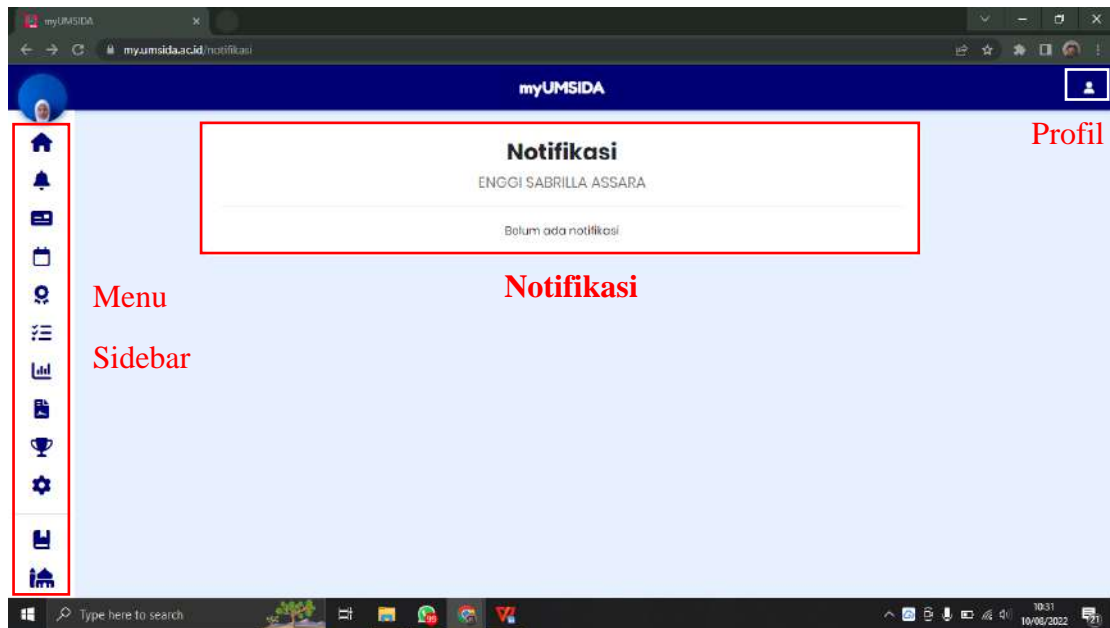 myUMSIDA
my.umsida.ac.id/notifikasi
myUMSIDA
Profil
Notifikasi
ENGGI SABRILLA ASSARA
Belum ada notifikasi
Notifikasi
Menu
Sidebar
Type here to search
10:31
10/08/2022